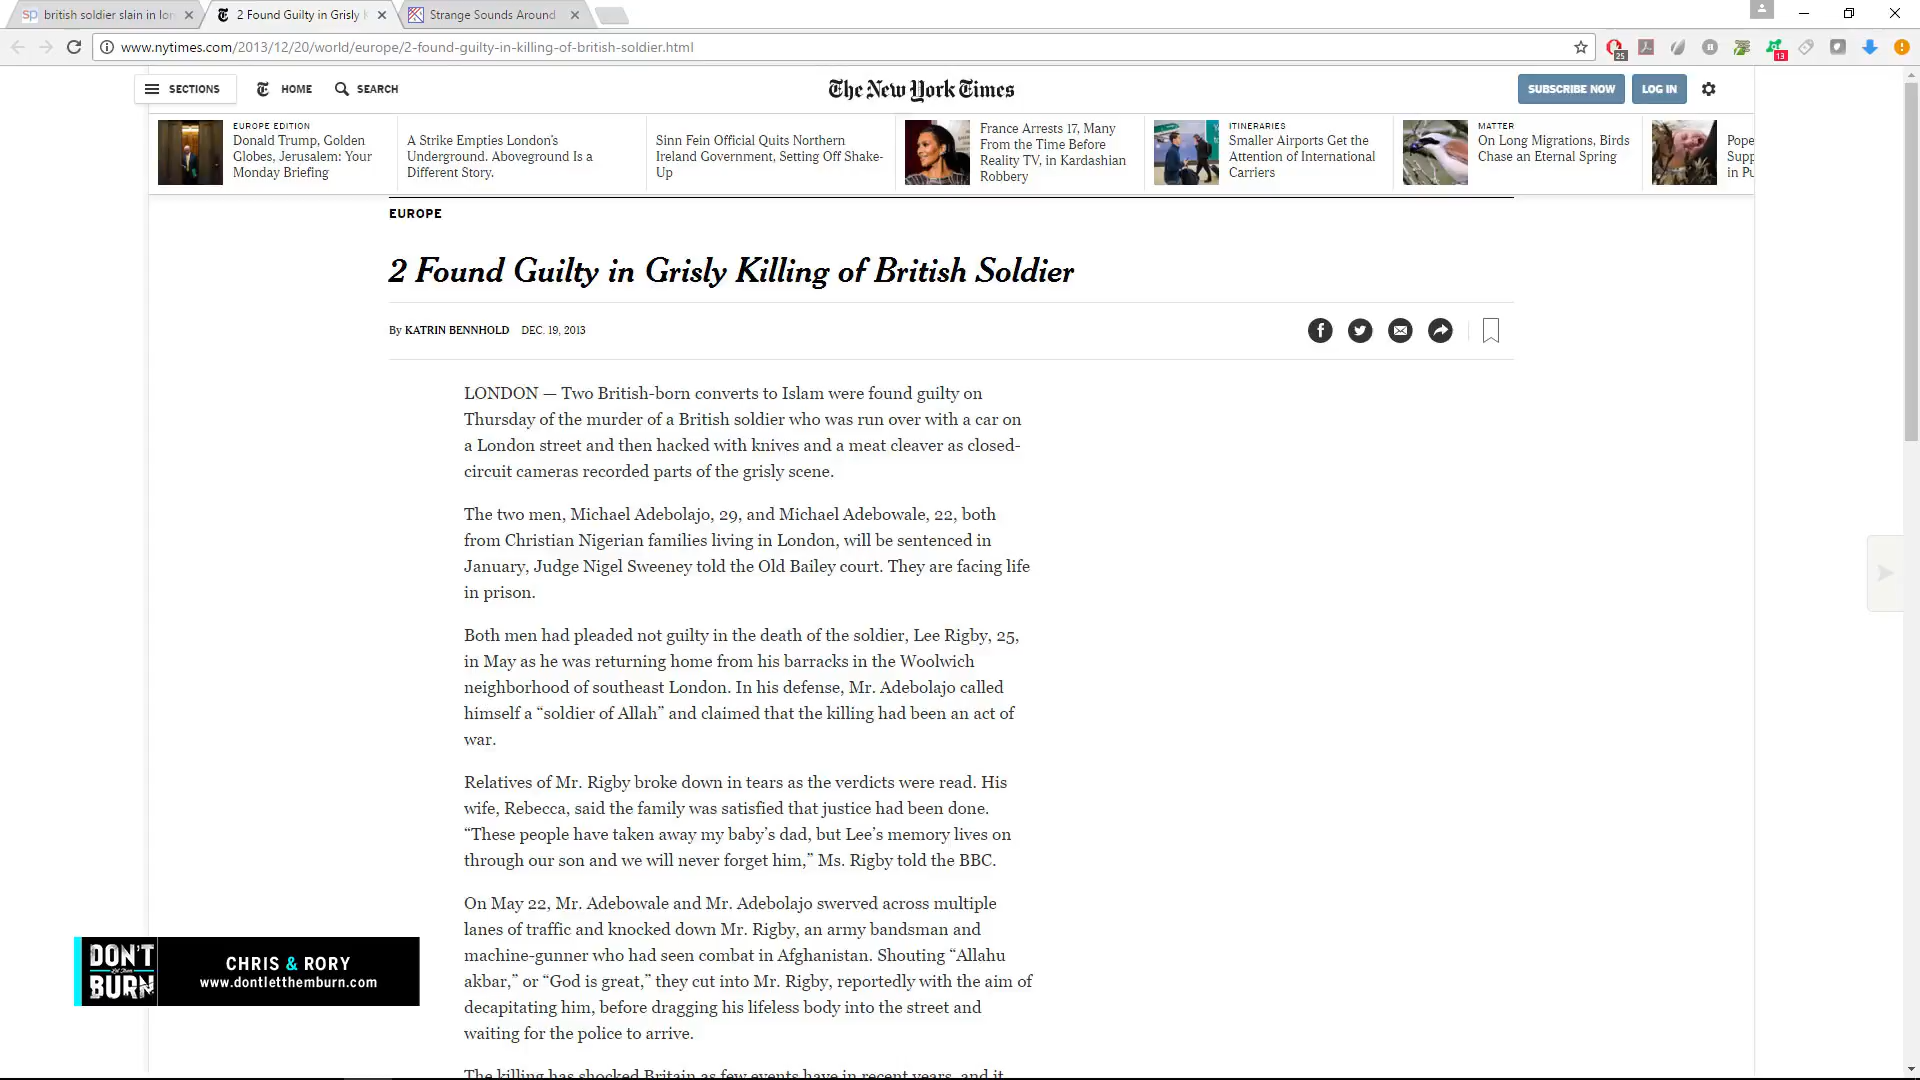 british soldier slain in lon
2 Found Guilty in Grisly
Strange Sounds Around
www.nytimes.com/2013/12/20/world/europe/2-found-guilty-in-killing-of-british-soldier.html
25
13
SECTIONS
HOME
SEARCH
The New York Times
SUBSCRIBE NOW
LOG IN
EUROPE EDITION
Donald Trump, Golden
Globes, Jerusalem: Your
Monday Briefing
A Strike Empties London's
Underground. Aboveground Is a
Different Story.
Sinn Fein Official Quits Northern
Ireland Government, Setting Off Shake-
Up
France Arrests 17, Many
From the Time Before
Reality TV, in Kardashian
Robbery
ITINERARIES
Smaller Airports Get the
Attention of International
Carriers
MATTER
On Long Migrations, Birds
Chase an Eternal Spring
Pope
Supp
in Pu
EUROPE
2 Found Guilty in Grisly Killing of British Soldier
By KATRIN BENNHOLD DEC. 19, 2013
LONDON — Two British-born converts to Islam were found guilty on
Thursday of the murder of a British soldier who was run over with a car on
a London street and then hacked with knives and a meat cleaver as closed-
circuit cameras recorded parts of the grisly scene.
The two men, Michael Adebolajo, 29, and Michael Adebowale, 22, both
from Christian Nigerian families living in London, will be sentenced in
January, Judge Nigel Sweeney told the Old Bailey court. They are facing life
in prison.
Both men had pleaded not guilty in the death of the soldier, Lee Rigby, 25,
in May as he was returning home from his barracks in the Woolwich
neighborhood of southeast London. In his defense, Mr. Adebolajo called
himself a “soldier of Allah” and claimed that the killing had been an act of
war.
Relatives of Mr. Rigby broke down in tears as the verdicts were read. His
wife, Rebecca, said the family was satisfied that justice had been done.
“These people have taken away my baby’s dad, but Lee’s memory lives on
through our son and we will never forget him,” Ms. Rigby told the BBC.
On May 22, Mr. Adebowale and Mr. Adebolajo swerved across multiple
lanes of traffic and knocked down Mr. Rigby, an army bandsman and
machine-gunner who had seen combat in Afghanistan. Shouting “Allahu
akbar,” or “God is great,” they cut into Mr. Rigby, reportedly with the aim of
decapitating him, before dragging his lifeless body into the street and
waiting for the police to arrive.
The killing has shocked Britain as few events have in recent years, and it
DON'T
Let Them
BURN
CHRIS & RORY
www.dontletthemburn.com